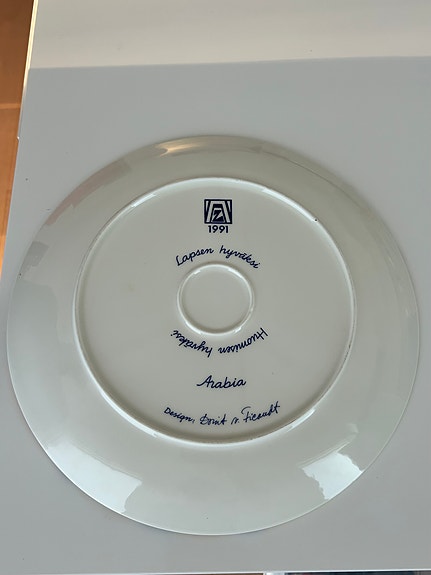 1991
Lapsen hyväksi
Huomisen hyväksi
Arabia
Design, Dorrit v. Fieandt